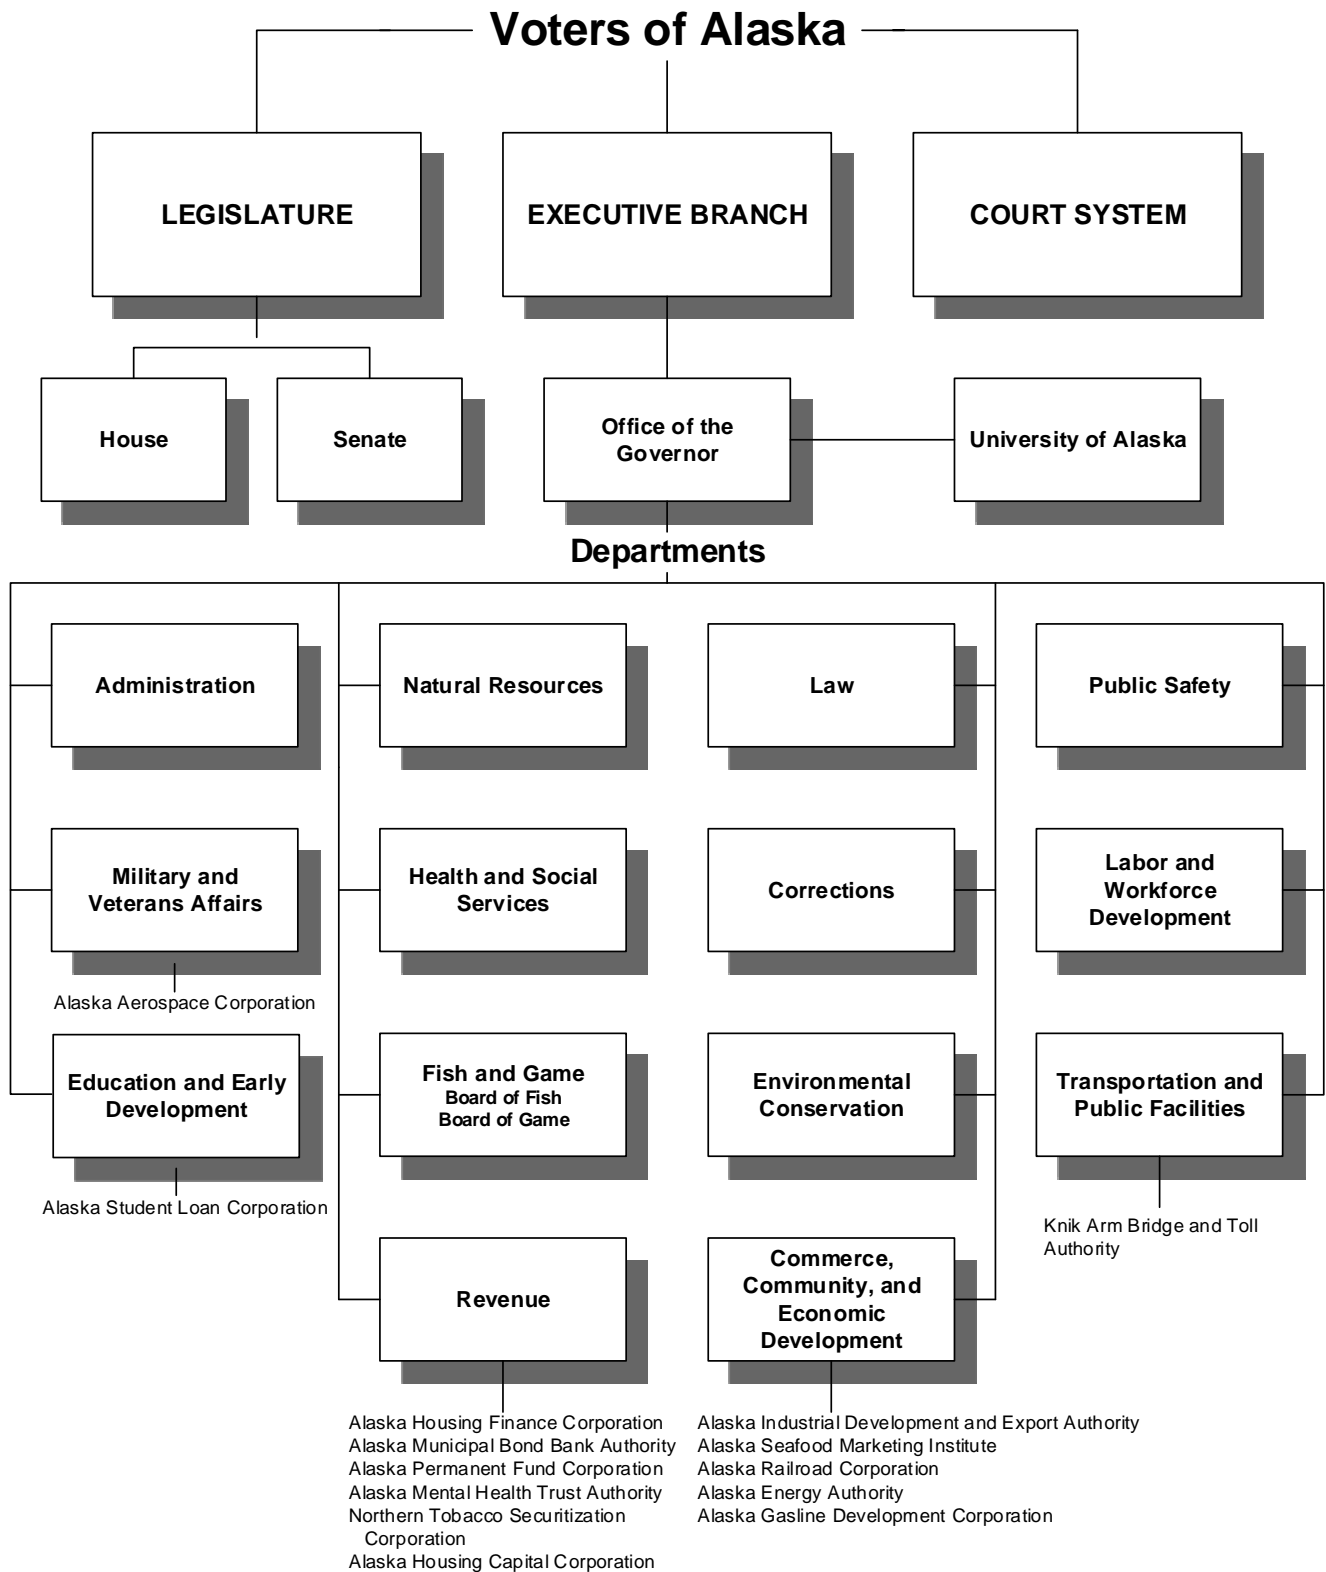 Voters of Alaska
LEGISLATURE
EXECUTIVE BRANCH
COURT SYSTEM
House
Senate
Office of the
Governor
University of Alaska
Departments
Administration
Natural Resources
Law
Public Safety
Military and
Veterans Affairs
Alaska Aerospace Corporation
Health and Social
Services
Corrections
Labor and
Workforce
Development
Education and Early
Development
Alaska Student Loan Corporation
Fish and Game
Board of Fish
Board of Game
Environmental
Conservation
Transportation and
Public Facilities
Knik Arm Bridge and Toll
Authority
Revenue
Alaska Housing Finance Corporation
Alaska Municipal Bond Bank Authority
Alaska Permanent Fund Corporation
Alaska Mental Health Trust Authority
Northern Tobacco Securitization
Corporation
Alaska Housing Capital Corporation
Commerce,
Community, and
Economic
Development
Alaska Industrial Development and Export Authority
Alaska Seafood Marketing Institute
Alaska Railroad Corporation
Alaska Energy Authority
Alaska Gasline Development Corporation